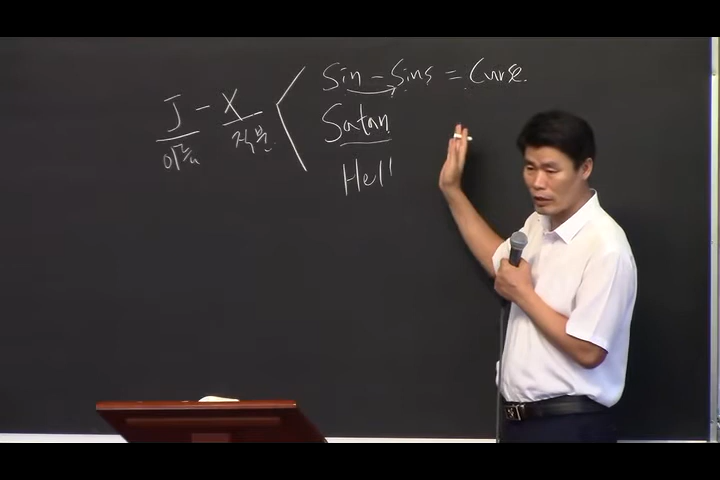 Sin - Sins = Curse.
J - X
Satan
이름 직분
Hell